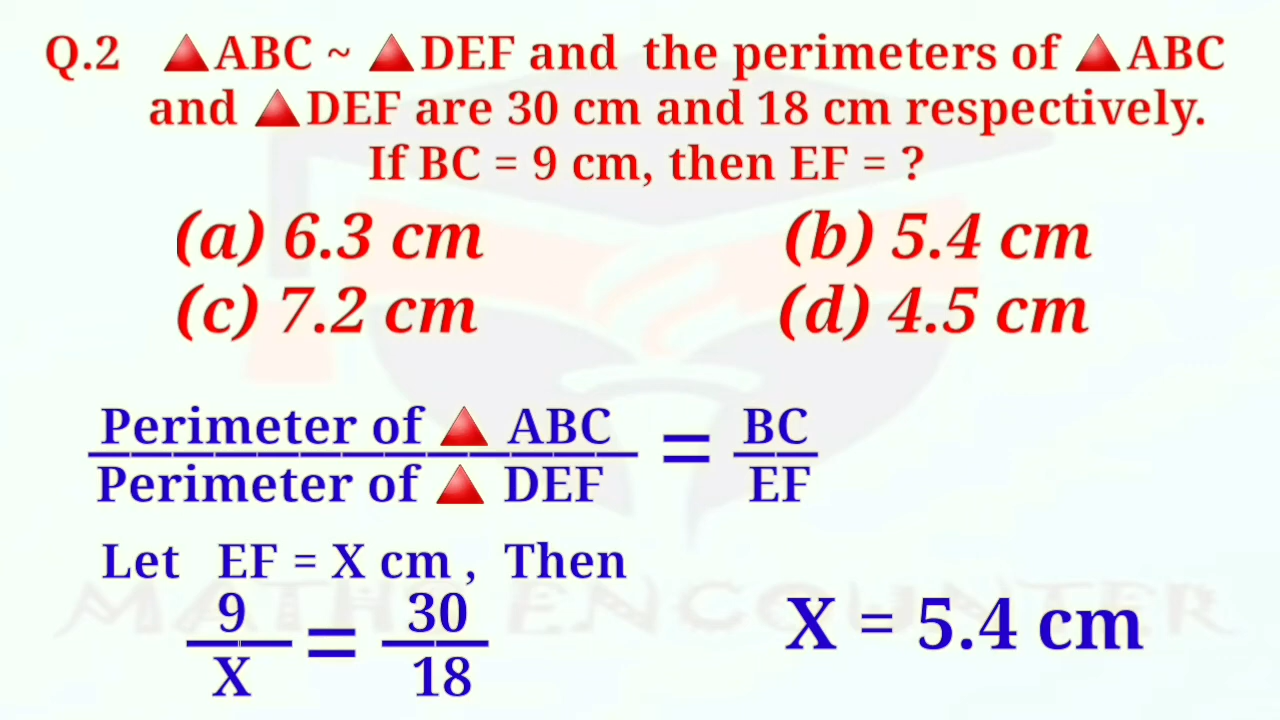 Q.2 🔺ABC ~ 🔺DEF and the perimeters of 🔺ABC
and 🔺DEF are 30 cm and 18 cm respectively.
If BC = 9 cm, then EF = ?
(a) 6.3 cm (b) 5.4 cm
(c) 7.2 cm (d) 4.5 cm
Perimeter of 🔺 ABC = BC
Perimeter of 🔺 DEF EF
Let EF = X cm , Then
9 = 30
X 18
X = 5.4 cm
MATH ENCOUNTER